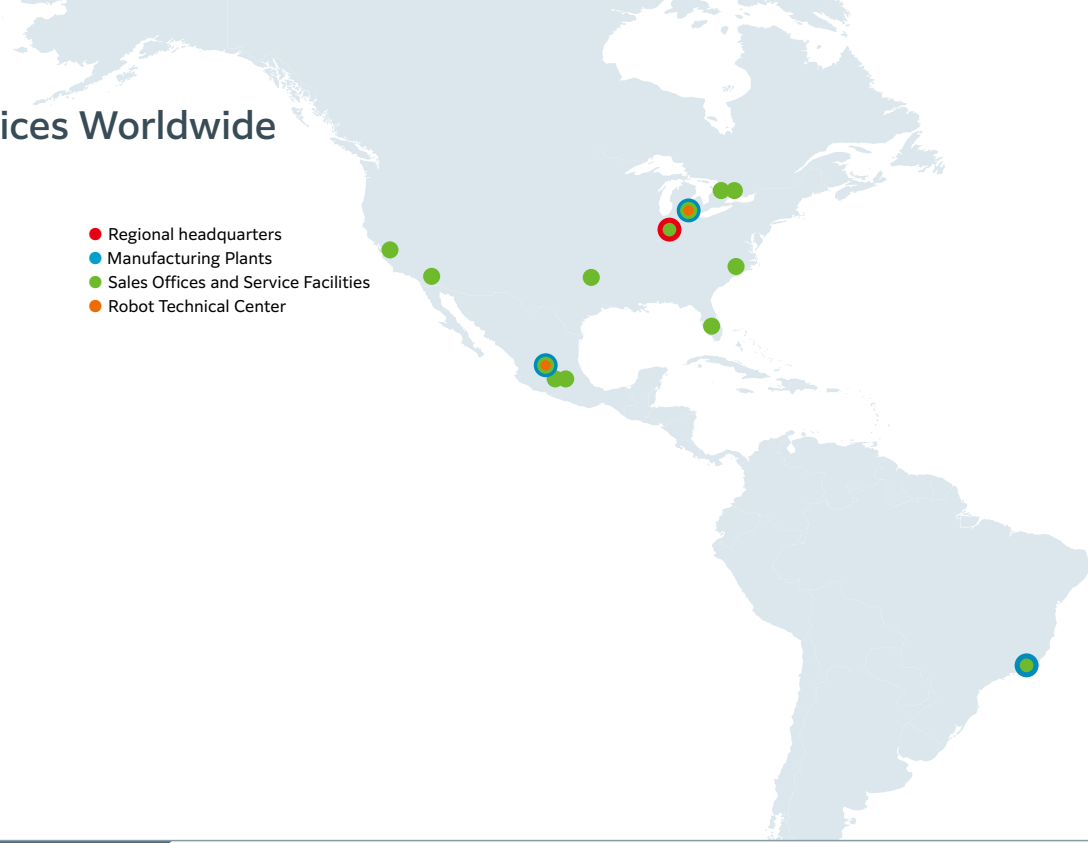 ices Worldwide
Regional headquarters
Manufacturing Plants
Sales Offices and Service Facilities
Robot Technical Center